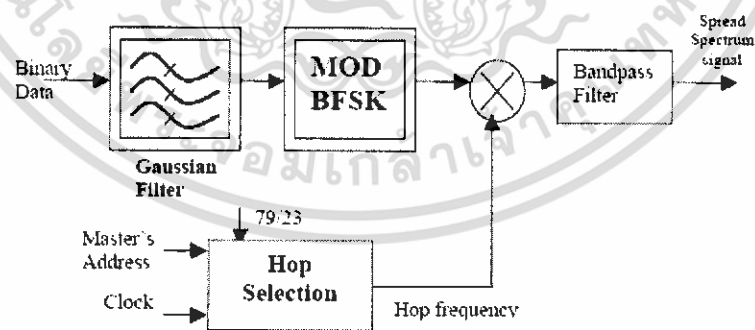 Spread
Spectrum
signal
Binary
Data
MOD
BFSK
Bandpass
Filter
Gaussian
Filter
79/23
Master's
Address
Hop
Selection
Clock
Hop frequency